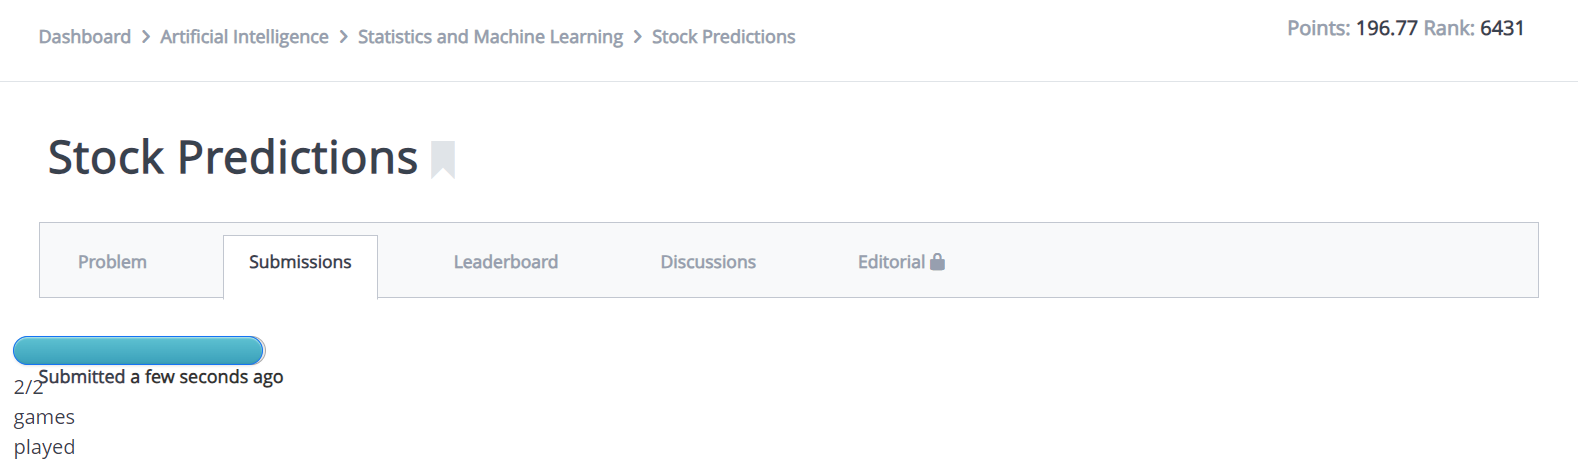 Dashboard > Artificial Intelligence > Statistics and Machine Learning > Stock Predictions
Points: 196.77 Rank: 6431
Stock Predictions
Problem
Submissions
Leaderboard
Discussions
Editorial
Submitted a few seconds ago
2/2
games
played